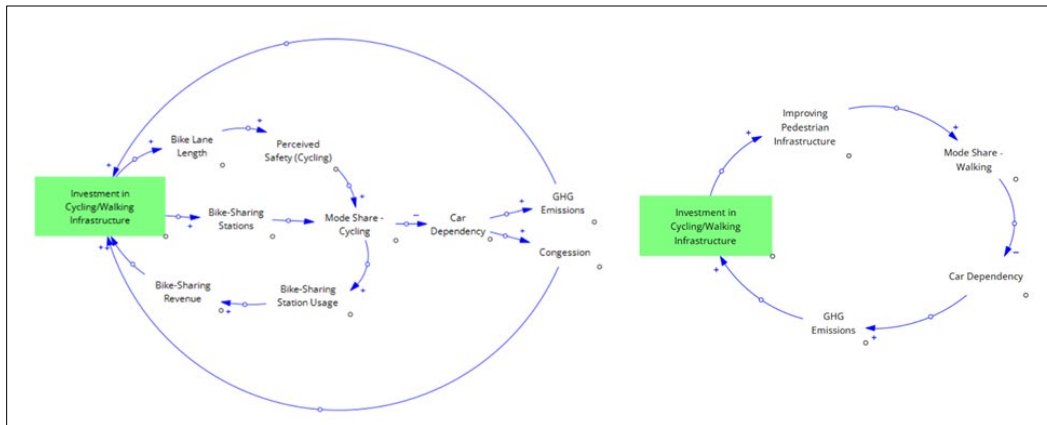 Bike Lane
Length
Perceived
Safety (Cycling)
Investment in
Cycling/Walking
Infrastructure
Bike-Sharing
Stations
Mode Share -
Cycling
Car
Dependency
GHG
Emissions
Congession
Bike-Sharing
Revenue
Bike-Sharing
Station Usage
Improving
Pedestrian
Infrastructure
Mode Share -
Walking
Investment in
Cycling/Walking
Infrastructure
Car Dependency
GHG
Emissions